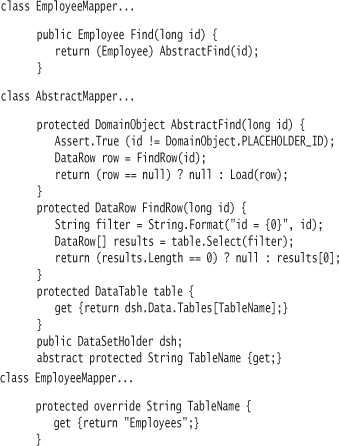 class EmployeeMapper...
public Employee Find(long id) {
return (Employee) AbstractFind(id);
}
class AbstractMapper...
protected DomainObject AbstractFind(long id) {
Assert.True (id != DomainObject.PLACEHOLDER_ID);
DataRow row = FindRow(id);
return (row == null) ? null : Load(row);
}
protected DataRow FindRow(long id) {
String filter = String.Format("id = {0}", id);
DataRow[] results = table.Select(filter);
return (results.Length == 0) ? null : results[0];
}
protected DataTable table {
get {return dsh.Data.Tables[TableName];}
}
public DataSetHolder dsh;
abstract protected String TableName {get;}
class EmployeeMapper...
protected override String TableName {
get {return "Employees";}
}